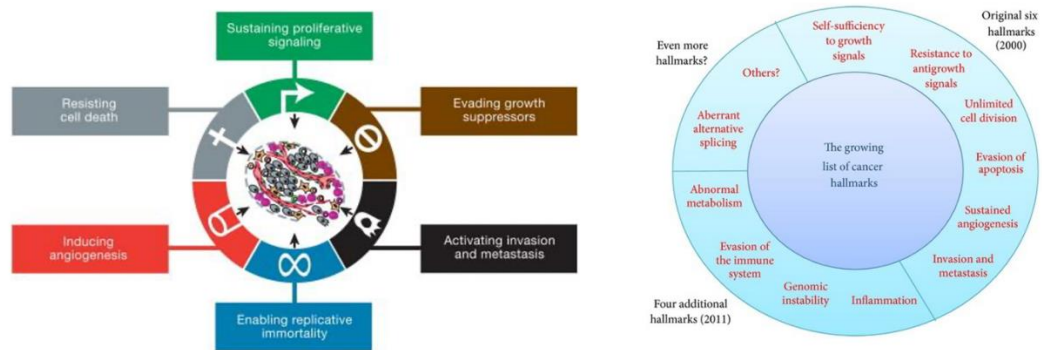 Sustaining proliferative
signaling
Resisting
cell death
Evading growth
suppressors
Inducing
angiogenesis
Activating invasion
and metastasis
Enabling replicative
immortality
Even more
hallmarks?
Original six
hallmarks
(2000)
Self-sufficiency
to growth
signals
Others?
Resistance to
antigrowth
signals
Unlimited
cell division
Aberrant
alternative
splicing
The growing
list of cancer
hallmarks
Evasion of
apoptosis
Abnormal
metabolism
Sustained
angiogenesis
Evasion of
the immune
system
Invasion and
metastasis
Genomic
instability
Inflammation
Four additional
hallmarks (2011)